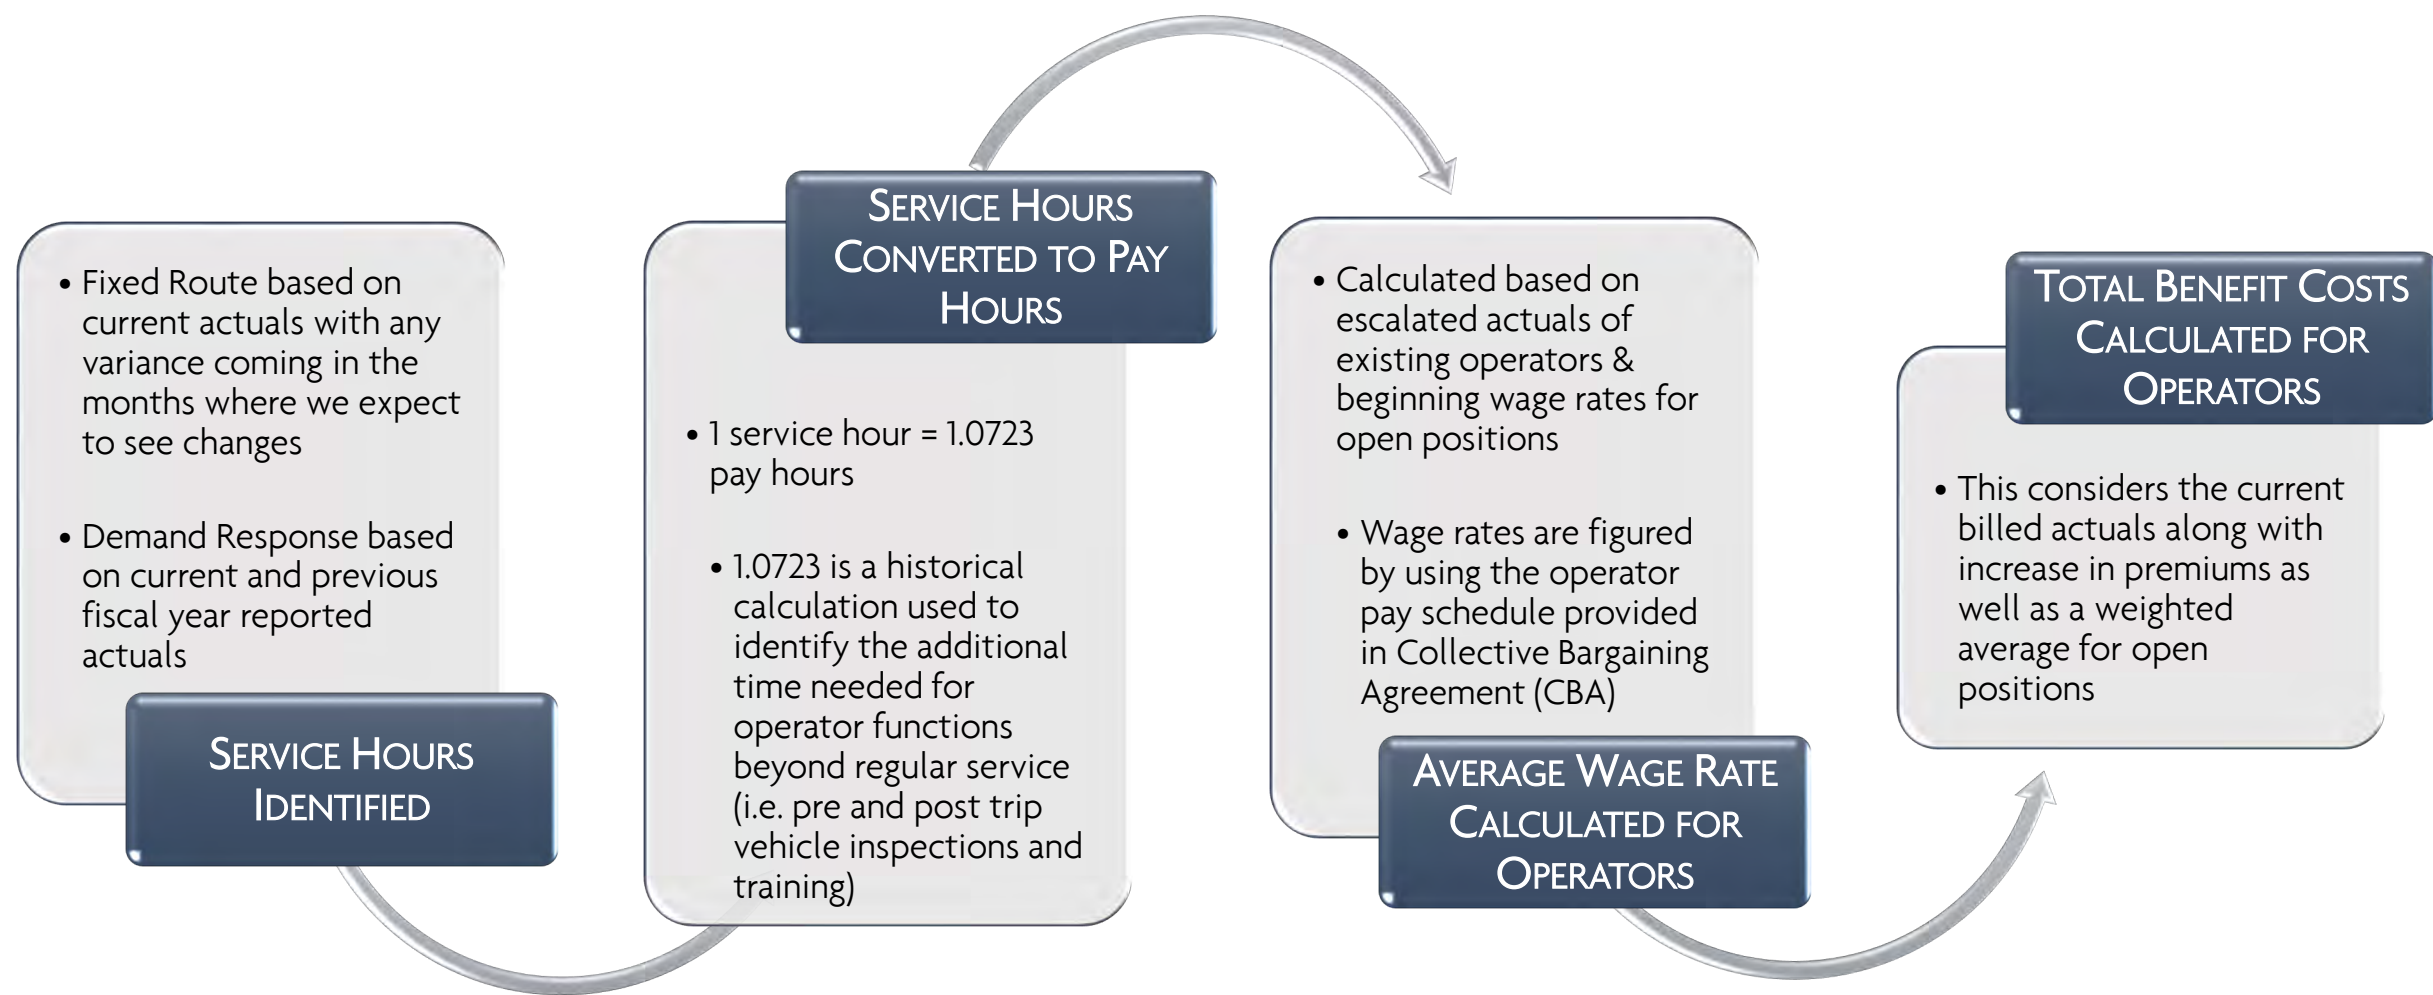 • Fixed Route based on
current actuals with any
variance coming in the
months where we expect
to see changes
• Demand Response based
on current and previous
fiscal year reported
actuals
SERVICE HOURS
IDENTIFIED
SERVICE HOURS
CONVERTED TO PAY
HOURS
• 1 service hour = 1.0723
pay hours
• 1.0723 is a historical
calculation used to
identify the additional
time needed for
operator functions
beyond regular service
(i.e. pre and post trip
vehicle inspections and
training)
• Calculated based on
escalated actuals of
existing operators &
beginning wage rates for
open positions
• Wage rates are figured
by using the operator
pay schedule provided
in Collective Bargaining
Agreement (CBA)
AVERAGE WAGE RATE
CALCULATED FOR
OPERATORS
TOTAL BENEFIT COSTS
CALCULATED FOR
OPERATORS
• This considers the current
billed actuals along with
increase in premiums as
well as a weighted
average for open
positions